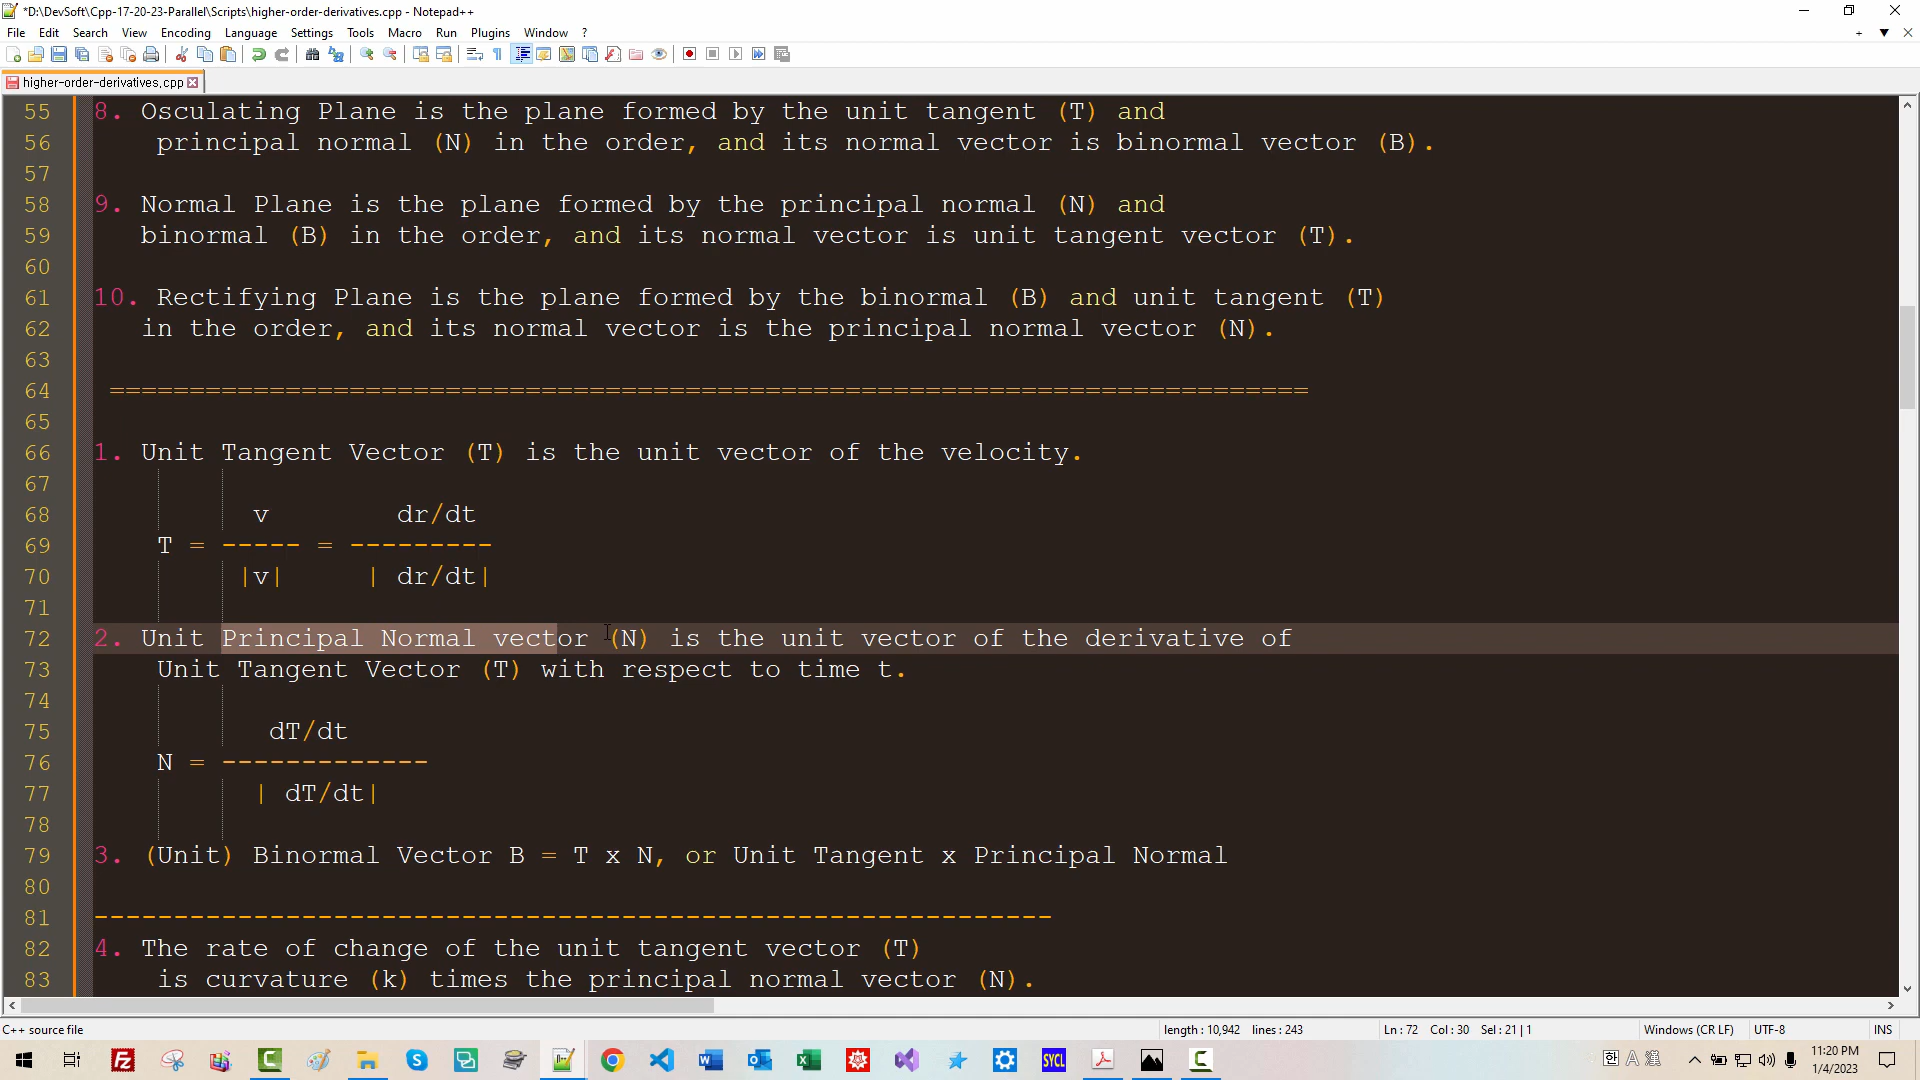 *D:\DevSoft\Cpp-17-20-23-Parallel\Scripts\higher-order-derivatives.cpp - Notepad++
File Edit Search View Encoding Language Settings Tools Macro Run Plugins Window ?
higher-order-derivatives.cpp
55 8. Osculating Plane is the plane formed by the unit tangent (T) and
56 principal normal (N) in the order, and its normal vector is binormal vector (B).
57
58 9. Normal Plane is the plane formed by the principal normal (N) and
59 binormal (B) in the order, and its normal vector is unit tangent vector (T).
60
61 10. Rectifying Plane is the plane formed by the binormal (B) and unit tangent (T)
62 in the order, and its normal vector is the principal normal vector (N).
63
64 ===========================================================================
65
66 1. Unit Tangent Vector (T) is the unit vector of the velocity.
67
68 v dr/dt
69 T = ----- = ---------
70 |v| | dr/dt|
71
72 2. Unit Principal Normal vector (N) is the unit vector of the derivative of
73 Unit Tangent Vector (T) with respect to time t.
74
75 dT/dt
76 N = -------------
77 | dT/dt|
78
79 3. (Unit) Binormal Vector B = T x N, or Unit Tangent x Principal Normal
80
81 ------------------------------------------------------------
82 4. The rate of change of the unit tangent vector (T)
83 is curvature (k) times the principal normal vector (N).
C++ source file length : 10,942 lines : 243 Ln : 72 Col : 30 Sel : 21 | 1 Windows (CR LF) UTF-8 INS
SYCL
11:20 PM
1/4/2023